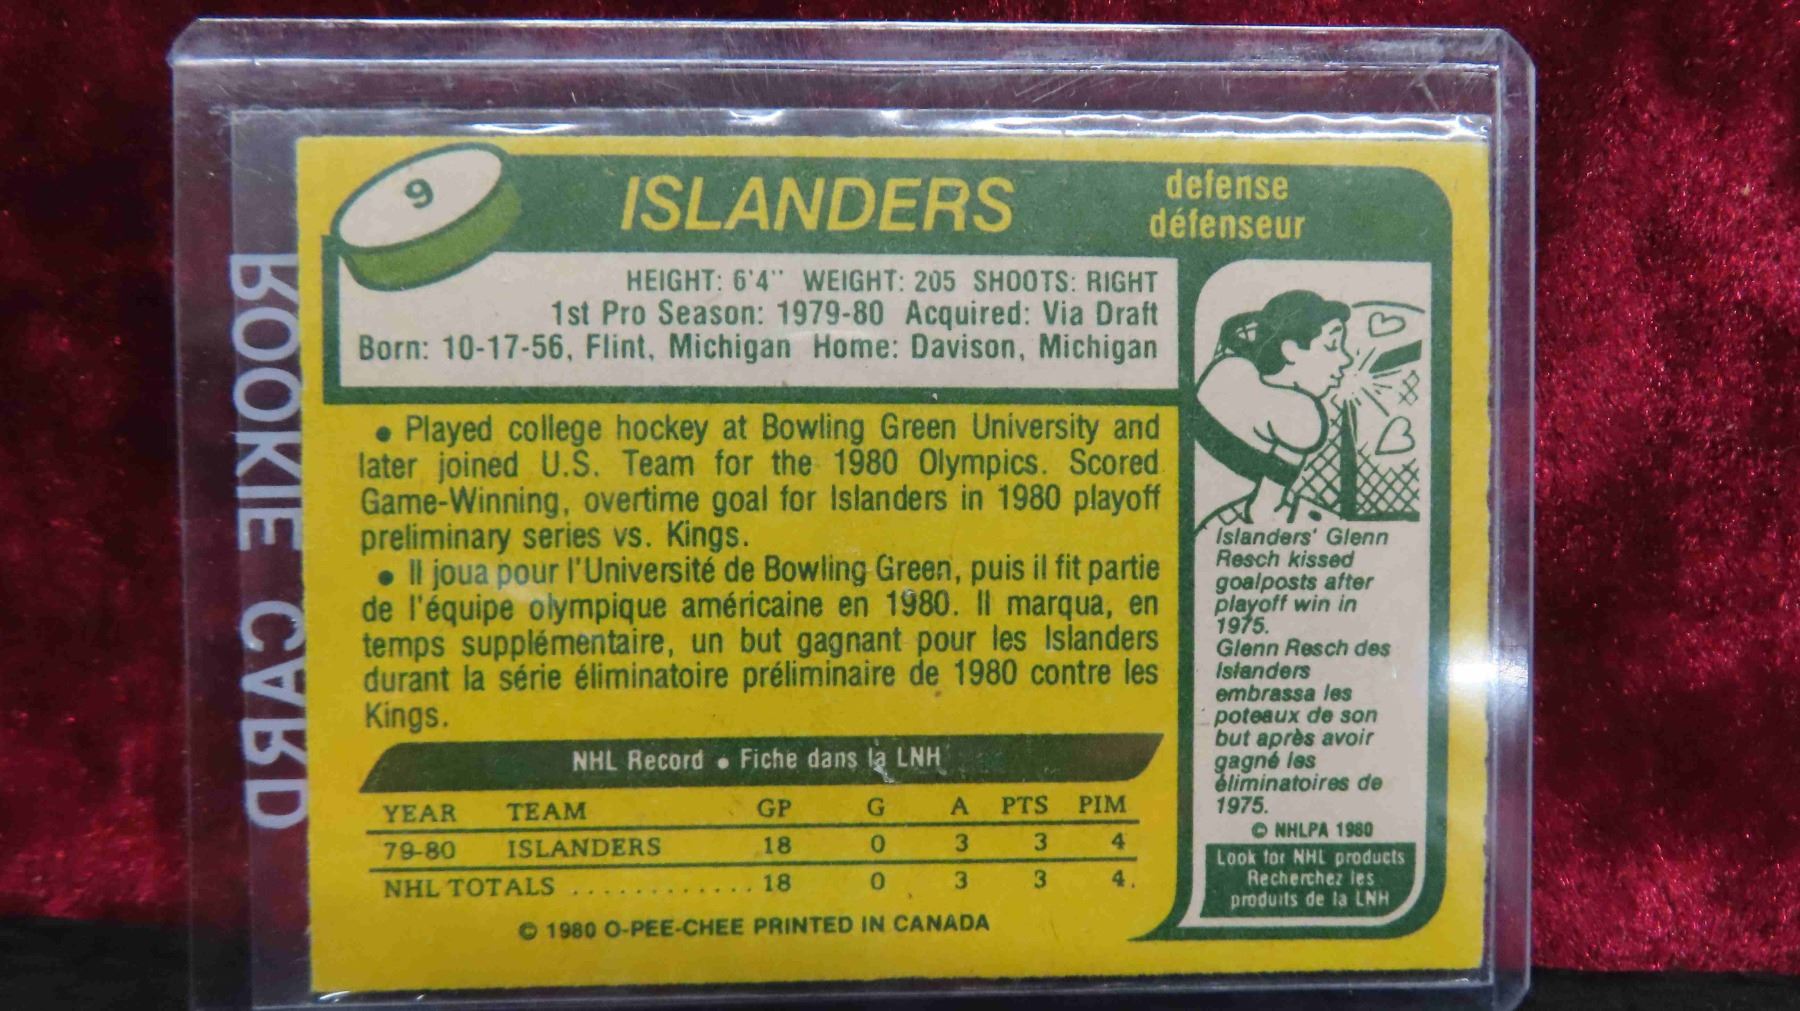 9
ISLANDERS
defense
défenseur
HEIGHT: 6'4" WEIGHT: 205 SHOOTS: RIGHT
1st Pro Season: 1979-80 Acquired: Via Draft
Born: 10-17-56, Flint, Michigan Home: Davison, Michigan
• Played college hockey at Bowling Green University and
later joined U.S. Team for the 1980 Olympics. Scored
Game-Winning, overtime goal for Islanders in 1980 playoff
preliminary series vs. Kings.
• Il joua pour l'Université de Bowling Green, puis il fit partie
de l'équipe olympique américaine en 1980. Il marqua, en
temps supplémentaire, un but gagnant pour les Islanders
durant la série éliminatoire préliminaire de 1980 contre les
Kings.
NHL Record • Fiche dans la LNH
YEAR TEAM GP G A PTS PIM
79-80 ISLANDERS 18 0 3 3 4
NHL TOTALS ............. 18 0 3 3 4.
© 1980 O-PEE-CHEE PRINTED IN CANADA
Islanders' Glenn
Resch kissed
goalposts after
playoff win in
1975.
Glenn Resch des
Islanders
embrassa les
poteaux de son
but après avoir
gagné les
éliminatoires de
1975.
© NHLPA 1980
Look for NHL products
Recherchez les
produits de la LNH
ROOKIE CARD